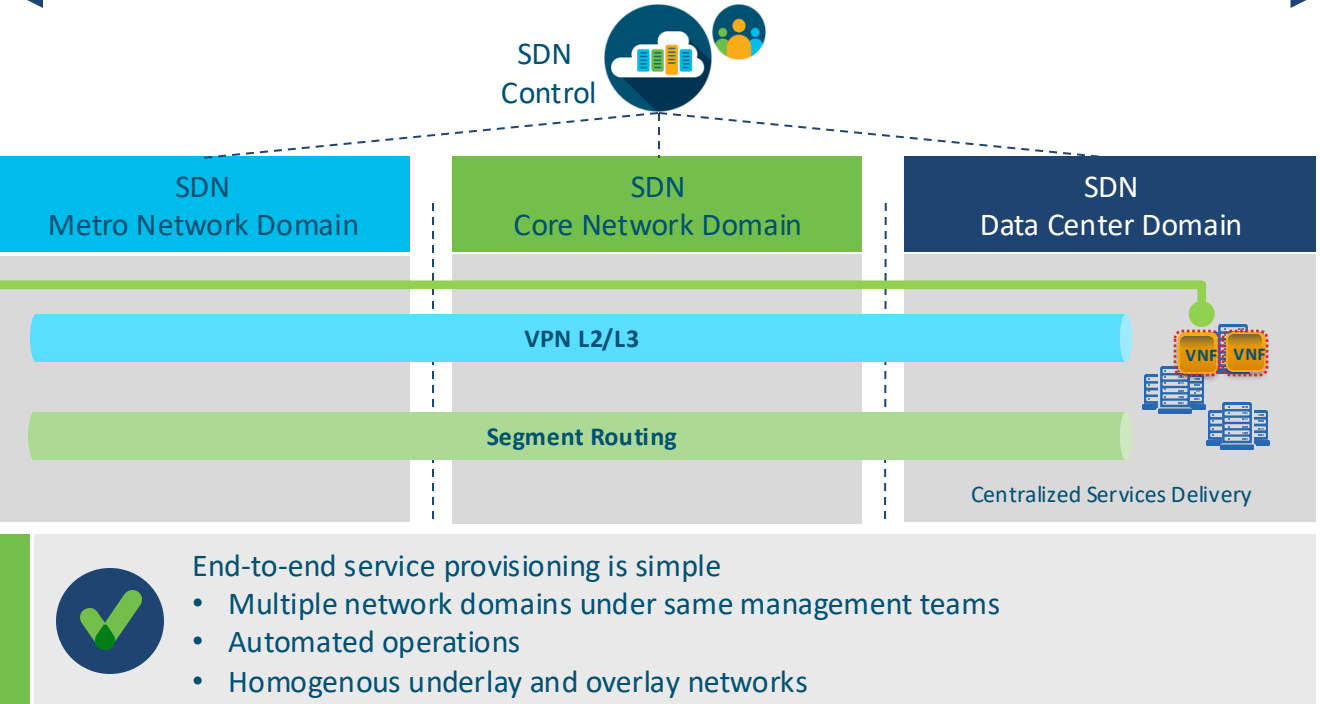 SDN
Control
SDN
Metro Network Domain
SDN
Core Network Domain
SDN
Data Center Domain
VPN L2/L3
VNF
VNF
Segment Routing
Centralized Services Delivery
End-to-end service provisioning is simple
• Multiple network domains under same management teams
• Automated operations
• Homogenous underlay and overlay networks